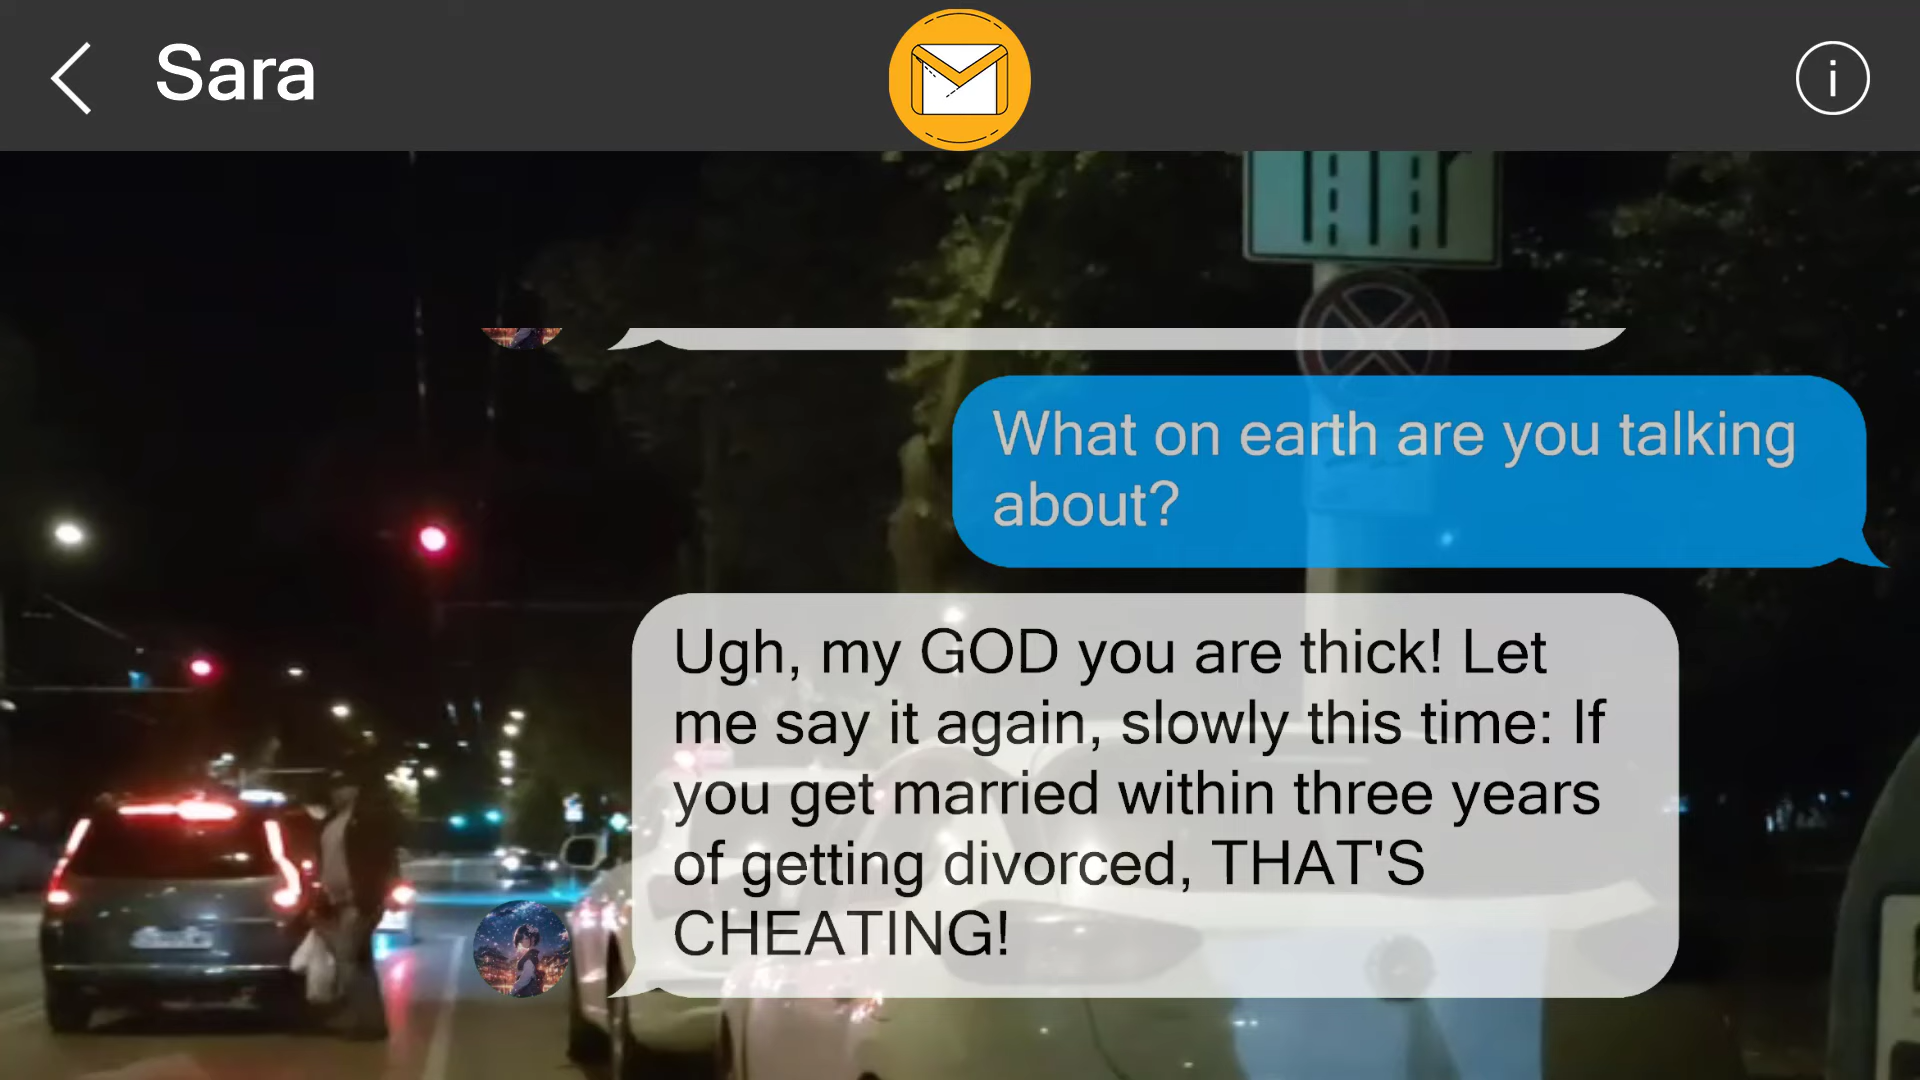 Sara
What on earth are you talking
about?
Ugh, my GOD you are thick! Let
me say it again, slowly this time: If
you get married within three years
of getting divorced, THAT'S
CHEATING!